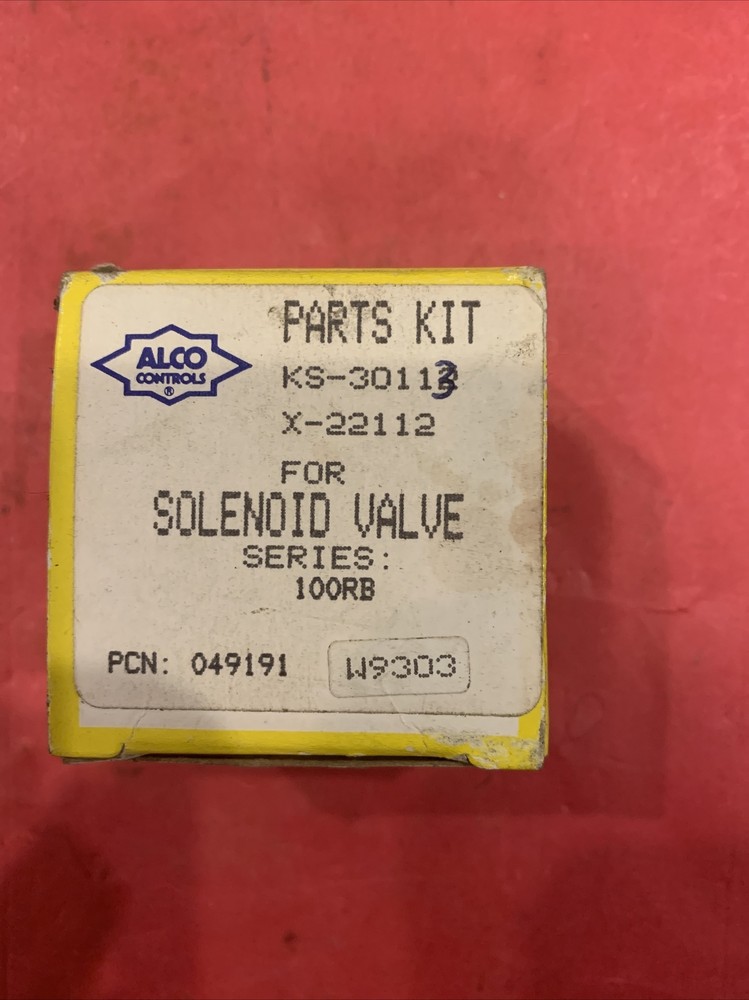 ALCO
CONTROLS
®
PARTS KIT
KS-30113
X-22112
FOR
SOLENOID VALVE
SERIES:
100RB
PCN: 049191
W9303